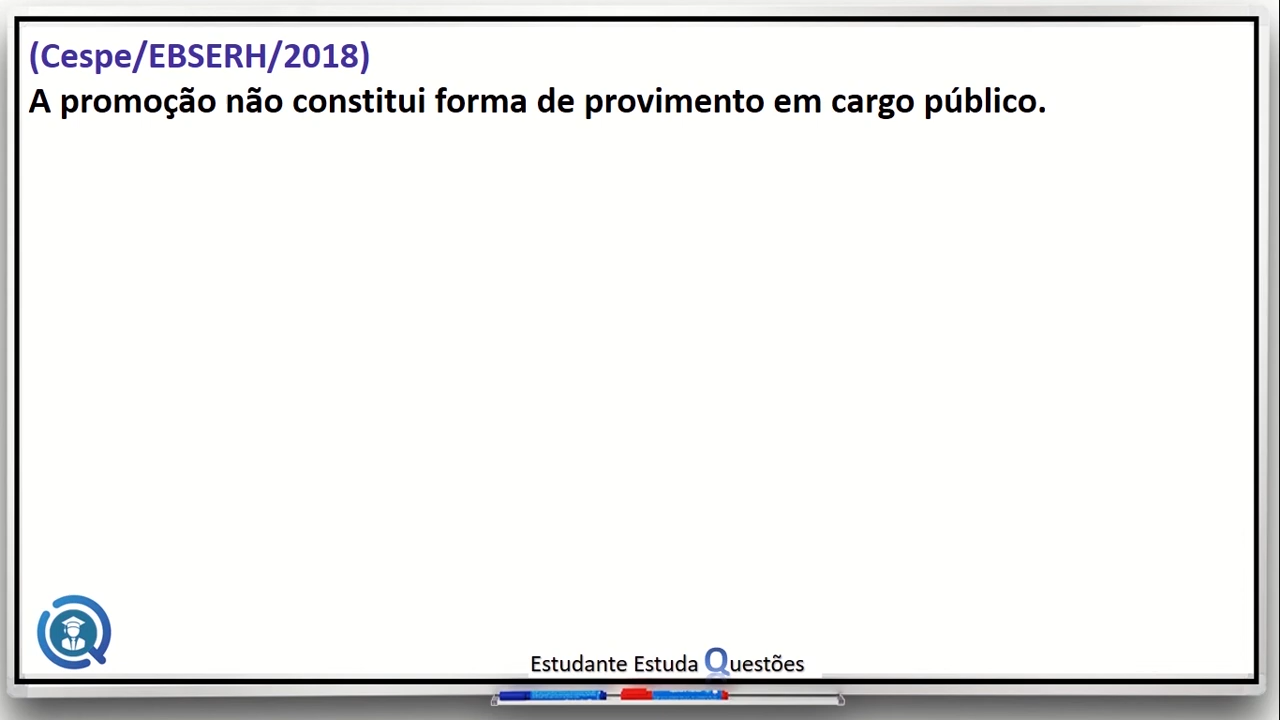 (Cespe/EBSERH/2018)
A promoção não constitui forma de provimento em cargo público.
Estudante Estuda Questões